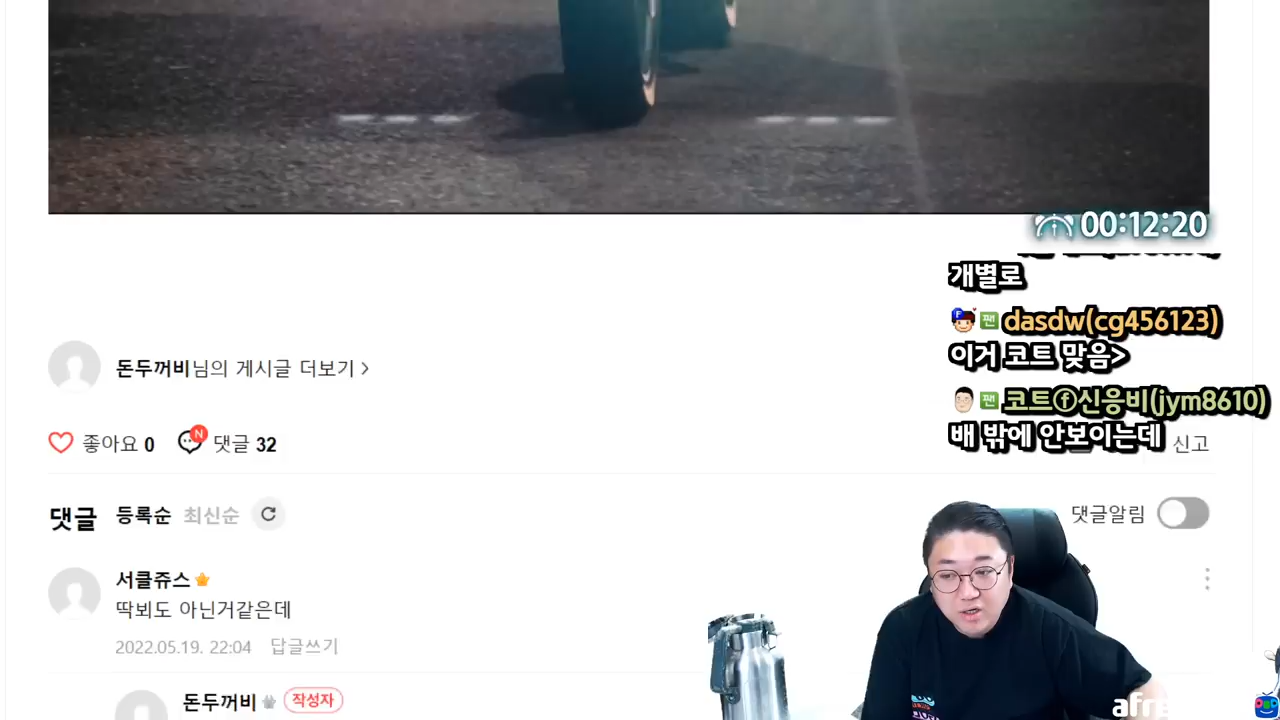 00:12:20
개별로
dasdw(cg456123)
이거 코트 맞음>
코트ⓕ신응비(jym8610)
배 밖에 안보이는데
돈두꺼비님의 게시글 더보기 >
좋아요 0 댓글 32
N
신고
댓글 등록순 최신순
댓글알림
서클쥬스
딱뵈도 아닌거같은데
2022.05.19. 22:04 답글쓰기
돈두꺼비 작성자